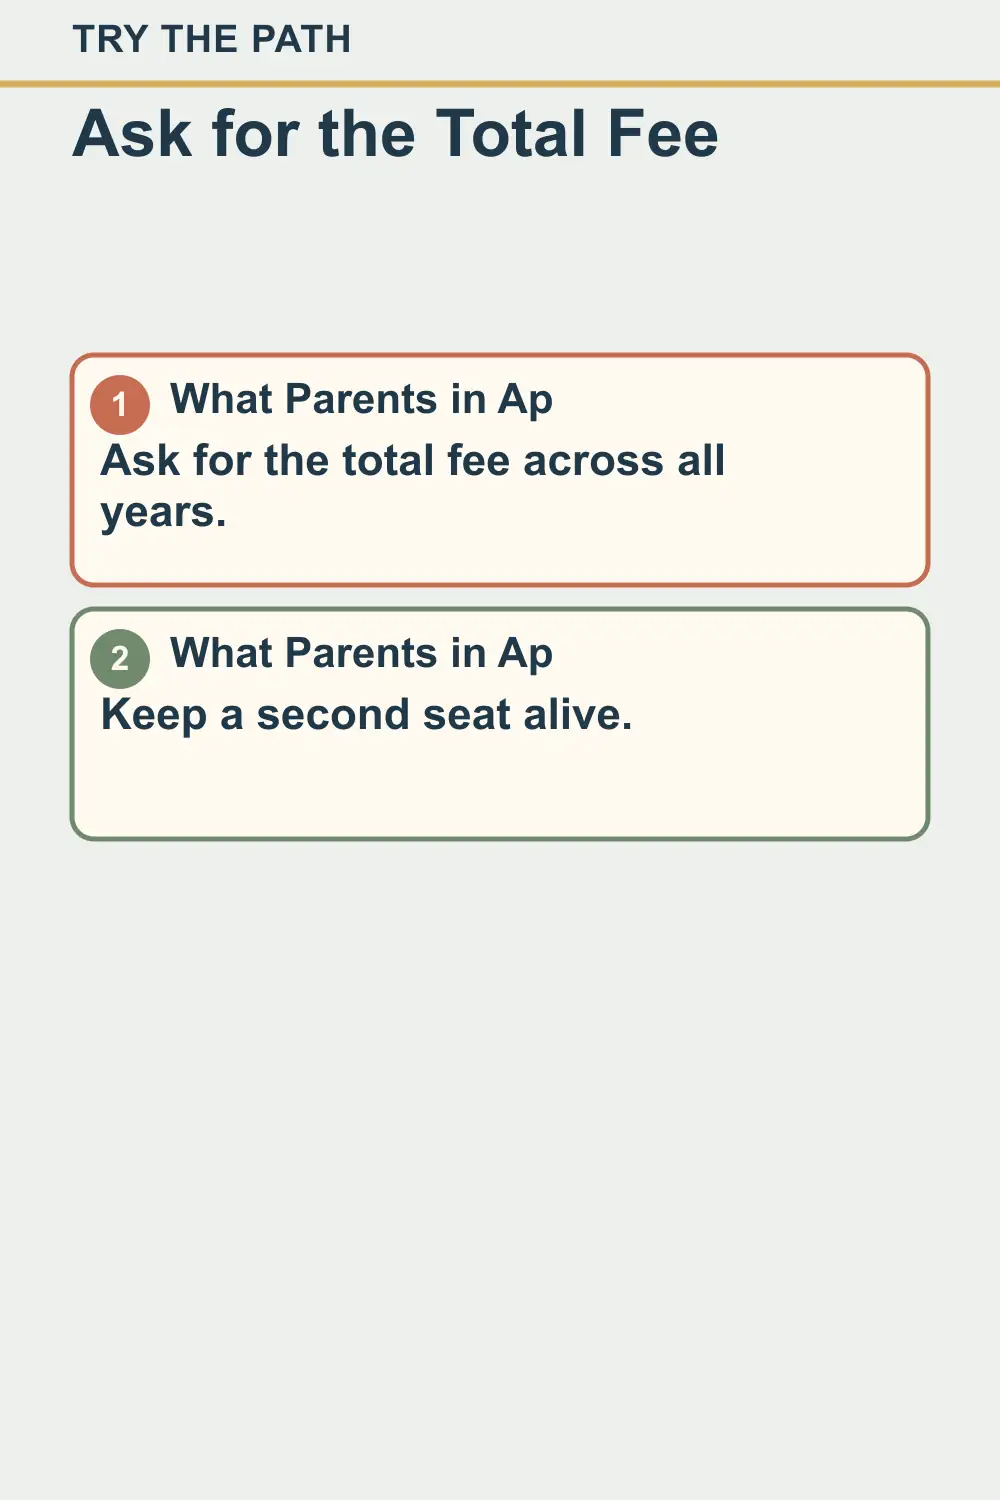 TRY THE PATH
Ask for the Total Fee
1 What Parents in Ap
Ask for the total fee across all
years.
2 What Parents in Ap
Keep a second seat alive.